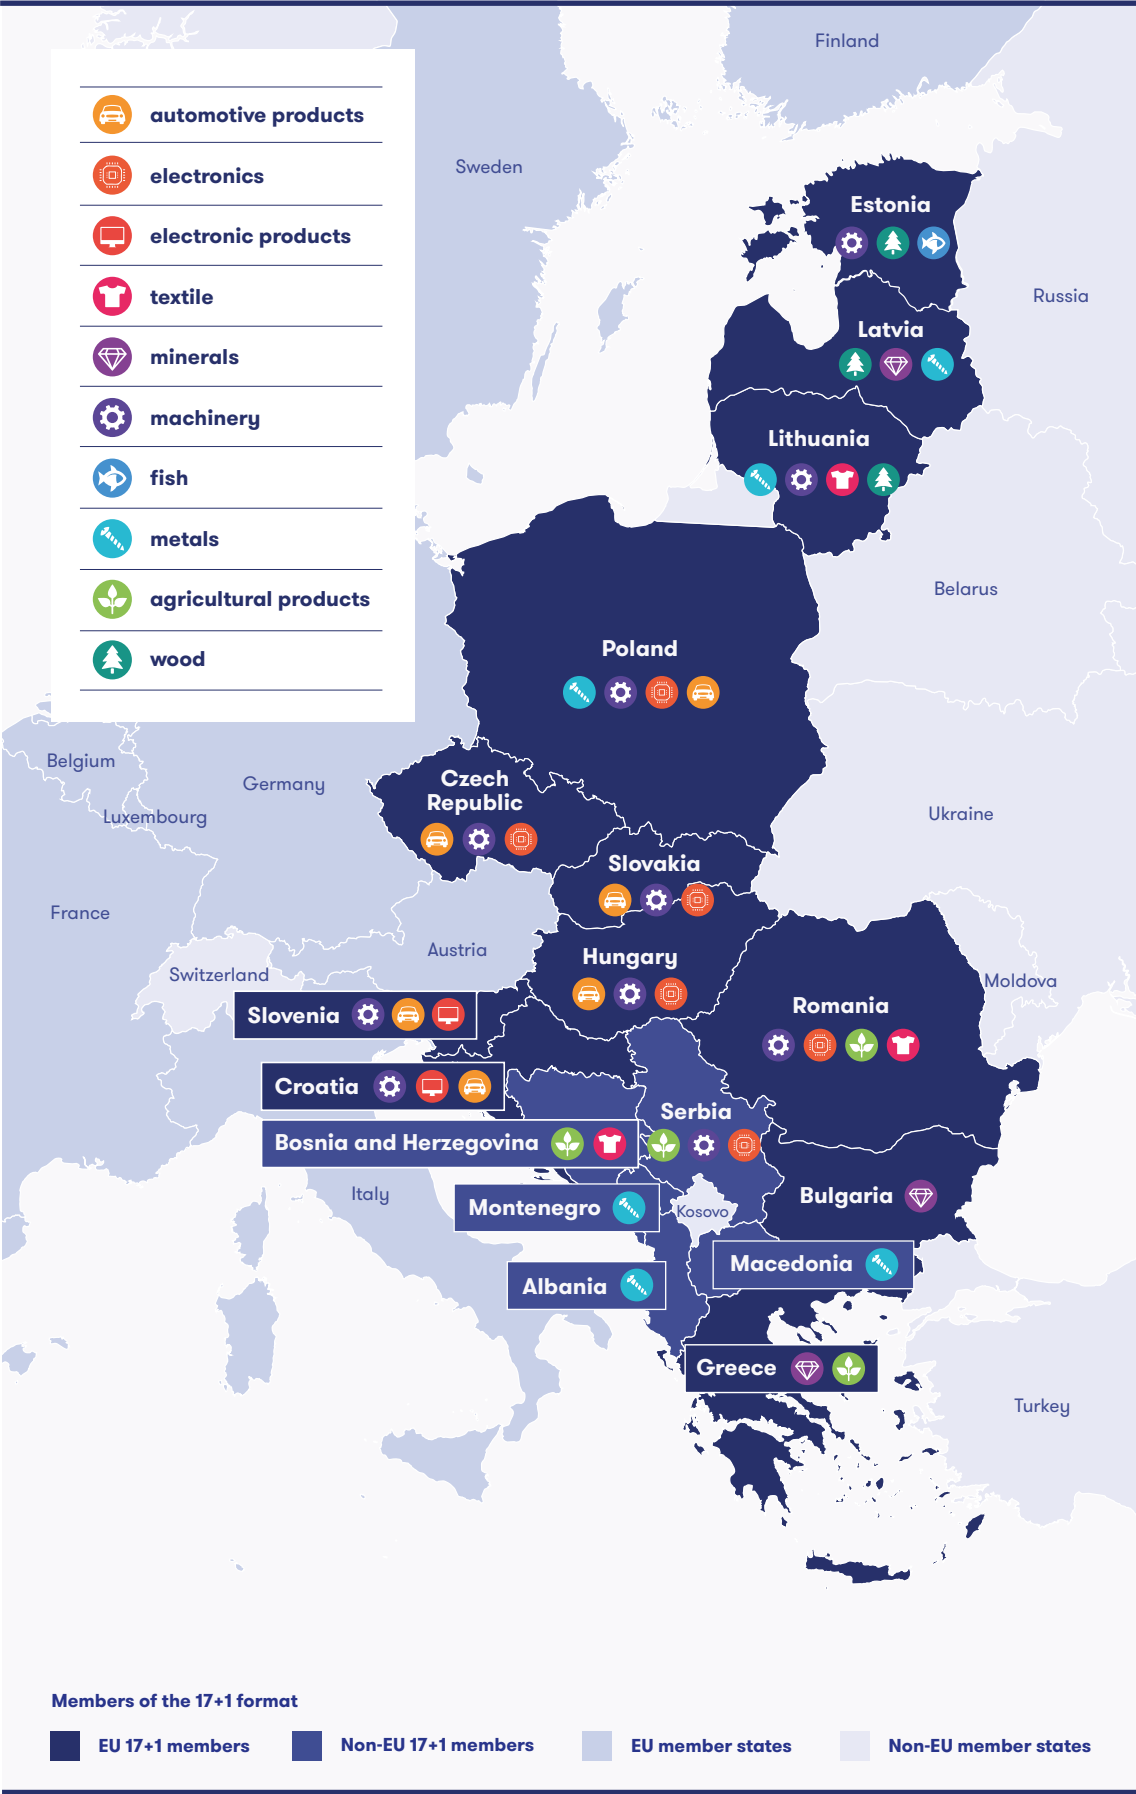 automotive products
electronics
electronic products
textile
minerals
machinery
fish
metals
agricultural products
wood
Finland
Sweden
Estonia
Russia
Latvia
Lithuania
Belarus
Poland
Belgium
Germany
Czech
Republic
Luxembourg
Ukraine
Slovakia
France
Austria
Hungary
Switzerland
Moldova
Romania
Slovenia
Croatia
Serbia
Bosnia and Herzegovina
Italy
Bulgaria
Montenegro
Kosovo
Macedonia
Albania
Greece
Turkey
Members of the 17+1 format
EU 17+1 members
Non-EU 17+1 members
EU member states
Non-EU member states